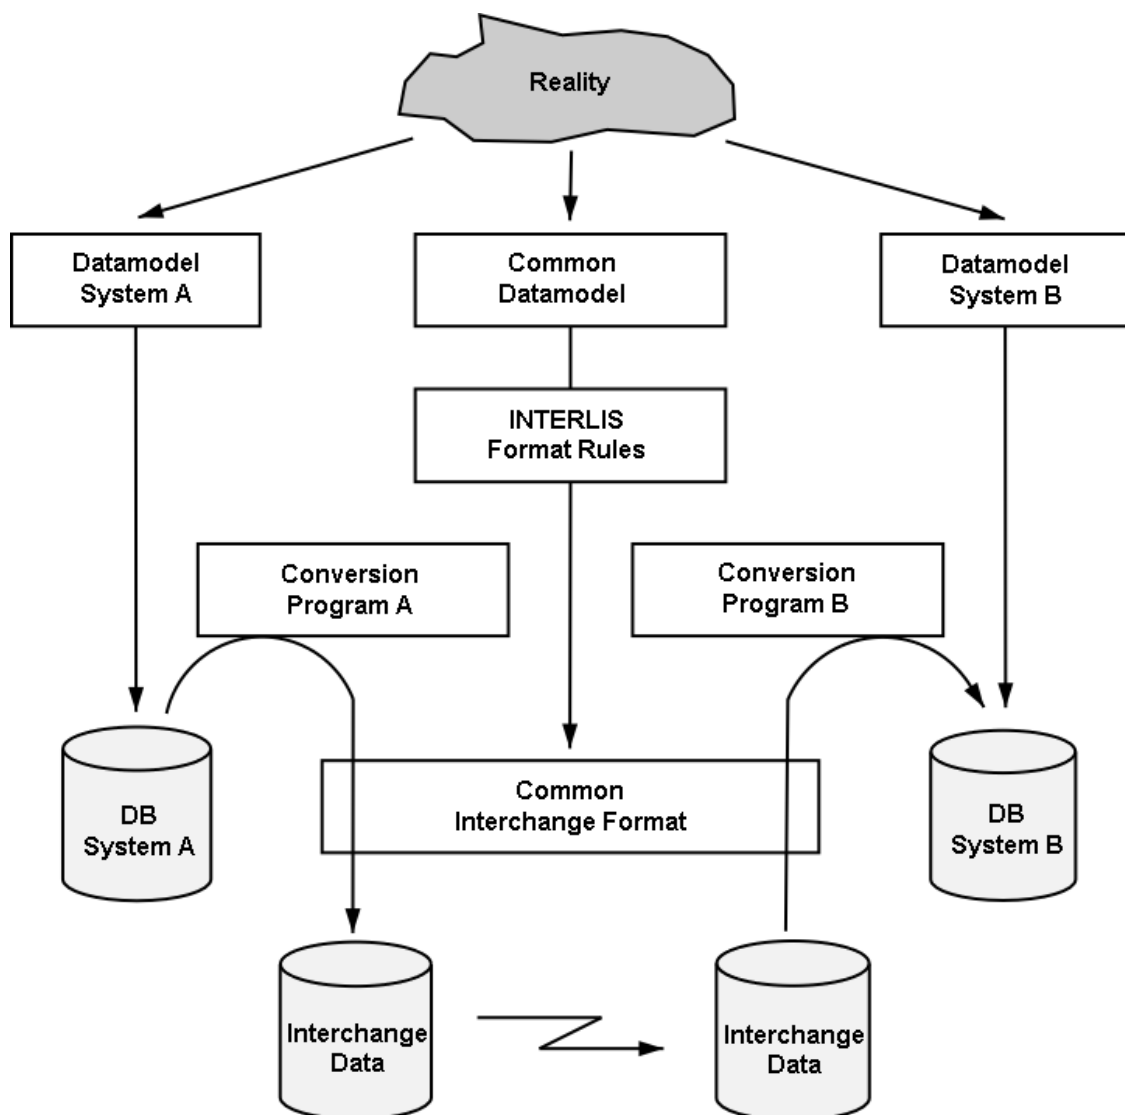 Reality
Datamodel
System A
Common
Datamodel
Datamodel
System B
INTERLIS
Format Rules
Conversion
Program A
Conversion
Program B
DB
System A
Common
Interchange Format
DB
System B
Interchange
Data
Interchange
Data